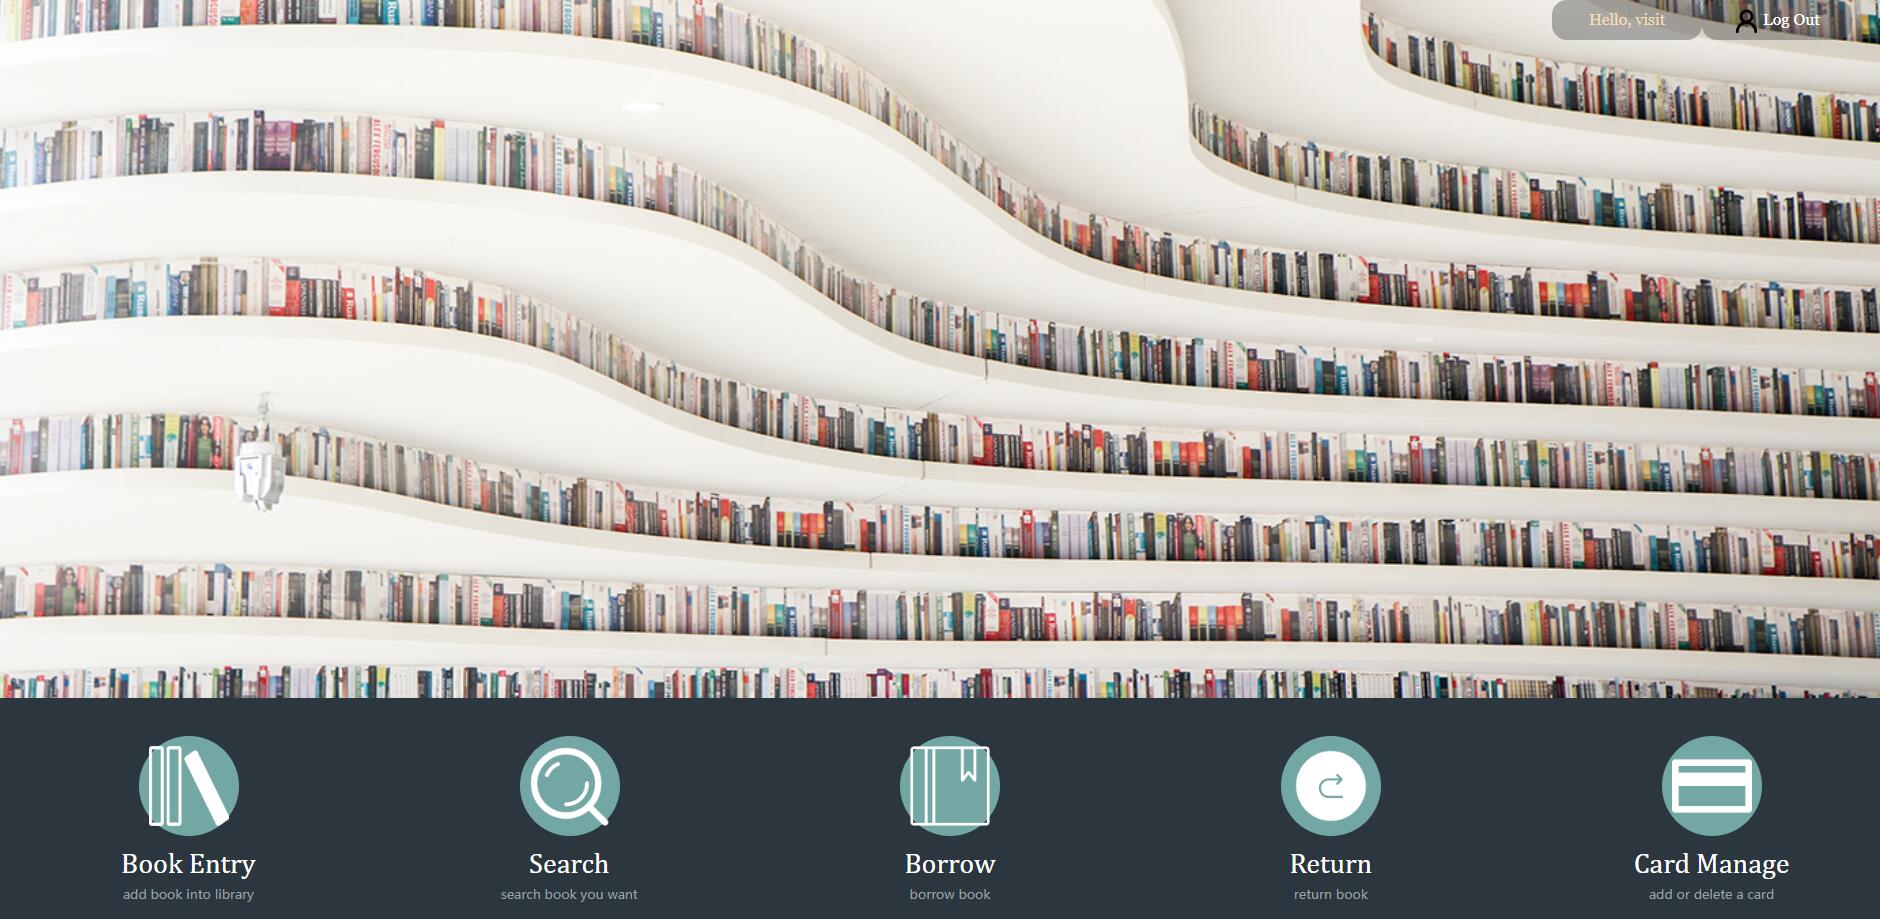 Hello, visit
Log Out
Book Entry
add book into library
Search
search book you want
Borrow
borrow book
Return
return book
Card Manage
add or delete a card